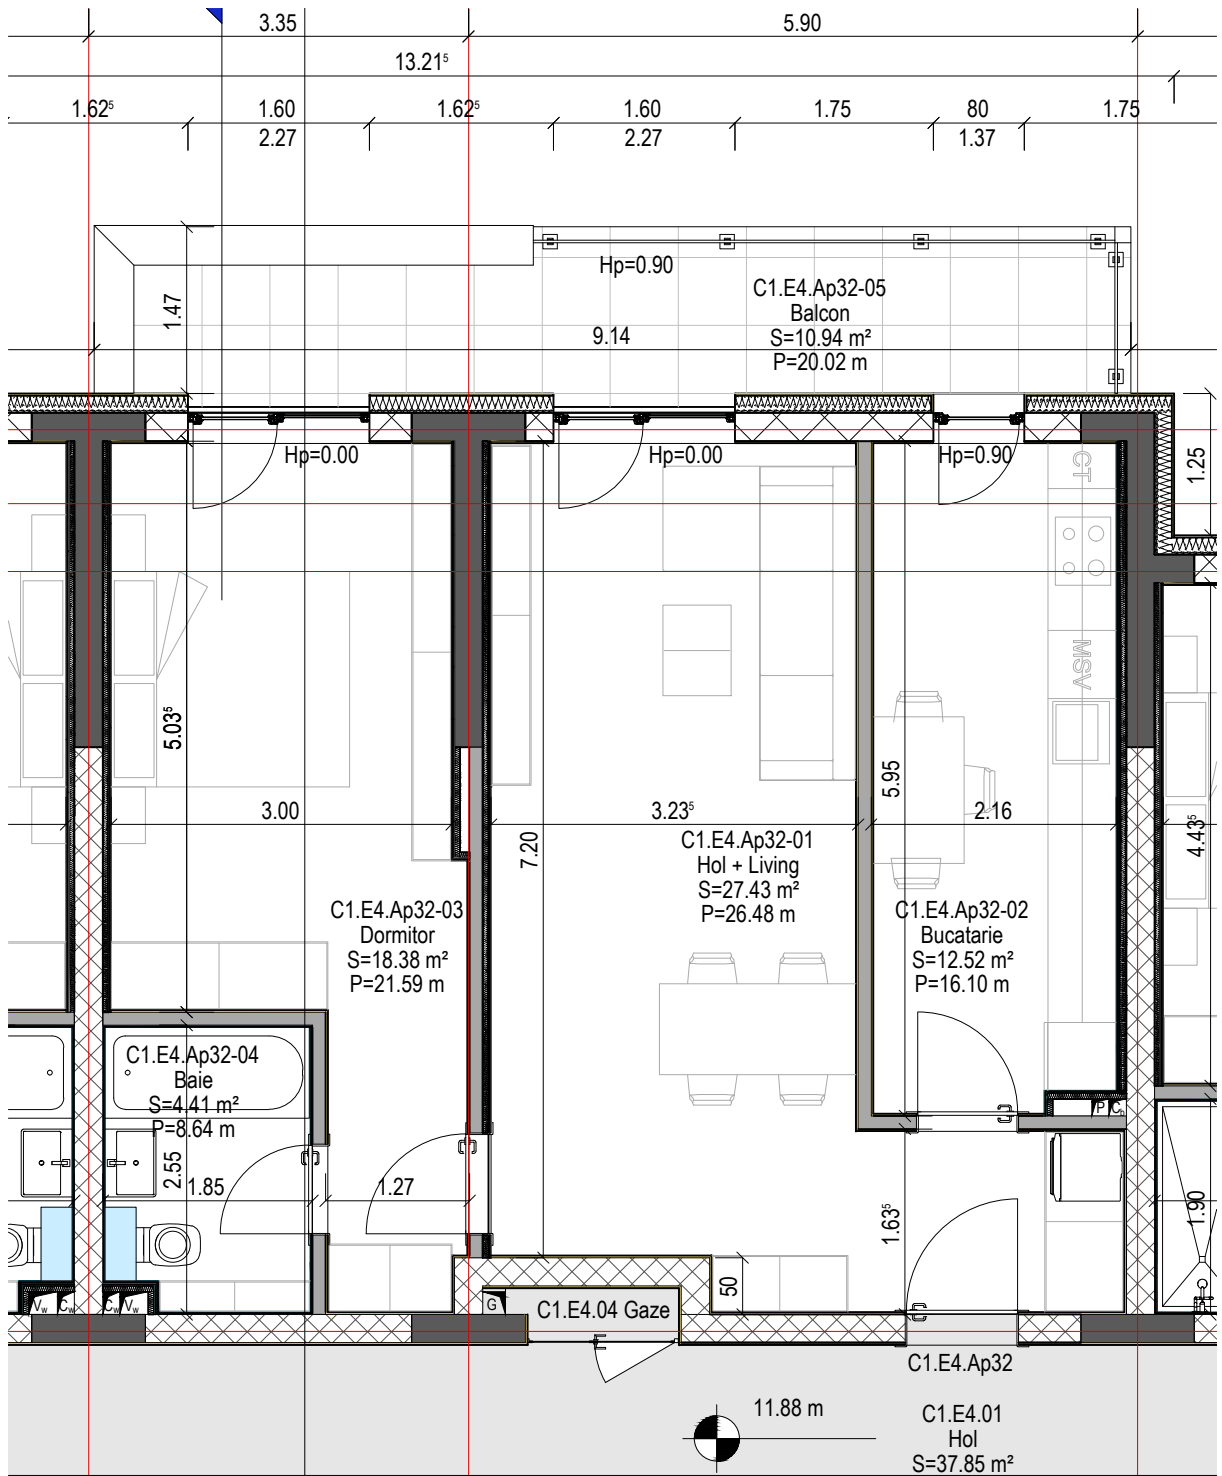 3.35
5.90
13.21⁵
1.62⁵
1.60
1.62⁵
1.60
1.75
80
1.75
2.27
2.27
1.37
Hp=0.90
C1.E4.Ap32-05
Balcon
S=10.94 m²
P=20.02 m
1.47
9.14
Hp=0.00
Hp=0.00
Hp=0.90
CT
1.25
MSV
5.03⁵
5.95
3.00
3.23⁵
2.16
7.20
4.43⁵
C1.E4.Ap32-01
Hol + Living
S=27.43 m²
P=26.48 m
C1.E4.Ap32-03
Dormitor
S=18.38 m²
P=21.59 m
C1.E4.Ap32-02
Bucatarie
S=12.52 m²
P=16.10 m
C1.E4.Ap32-04
Baie
S=4.41 m²
P=8.64 m
P
2.55
1.85
1.27
1.63⁵
1.90
50
Vw
Cw
Cw
Vw
G
C1.E4.04 Gaze
C1.E4.Ap32
11.88 m
C1.E4.01
Hol
S=37.85 m²